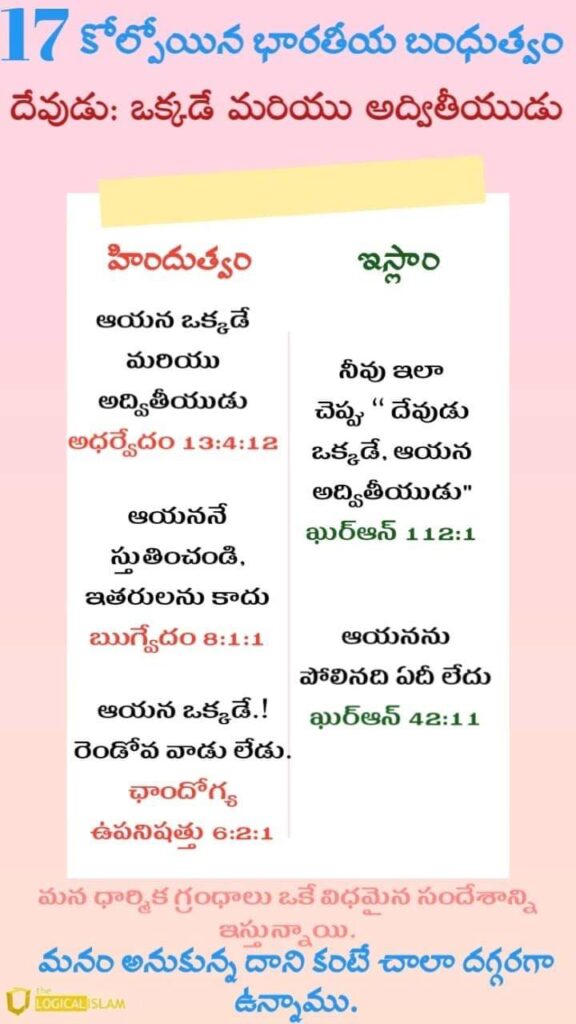 17 కోల్పోయిన భారతీయ బంధుత్వం
దేవుడు: ఒక్కడే మరియు అద్వితీయుడు
హిందుత్వం
ఆయన ఒక్కడే
మరియు
అద్వితీయుడు
అధర్వేదం 13:4:12
ఆయననే
స్తుతించండి,
ఇతరులను కాదు
ఋగ్వేదం 8:1:1
ఆయన ఒక్కడే.!
రెండోవ వాడు లేడు.
ఛాందోగ్య
ఉపనిషత్తు 6:2:1
ఇస్లాం
నీవు ఇలా
చెప్పు “ దేవుడు
ఒక్కడే, ఆయన
అద్వితీయుడు"
ఖుర్ఆన్ 112:1
ఆయనను
పోలినది ఏదీ లేదు
ఖుర్ఆన్ 42:11
మన ధార్మిక గ్రంధాలు ఒకే విధమైన సందేశాన్ని
ఇస్తున్నాయి.
మనం అనుకున్న దాని కంటే చాలా దగ్గరగా
ఉన్నాము.
the
LOGICAL ISLAM